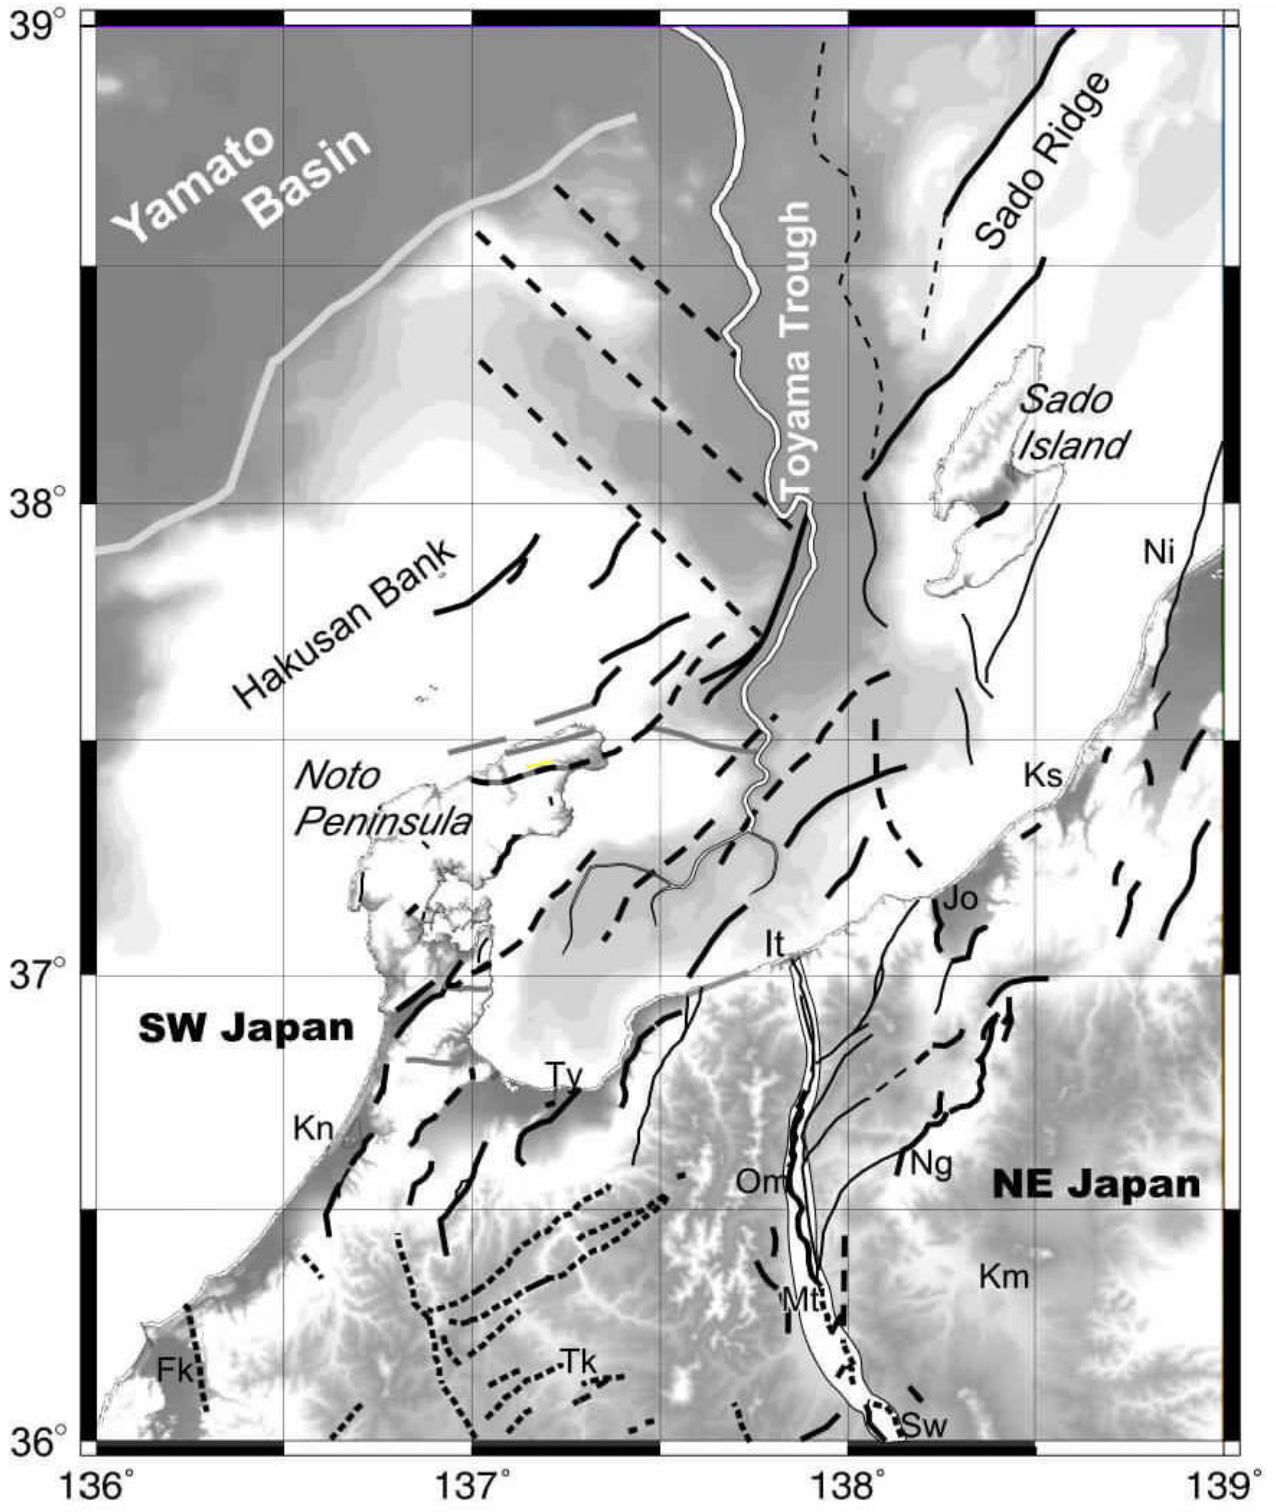 39°
Yamato
Basin
Sado Ridge
Toyama Trough
Sado
Island
38°
Ni
Hakusan Bank
Ks
Noto
Peninsula
Jo
It
37°
SW Japan
Ty
Kn
Ng
Om
NE Japan
Km
Mt
Fk
Tk
Sw
36°
136°
137°
138°
139°